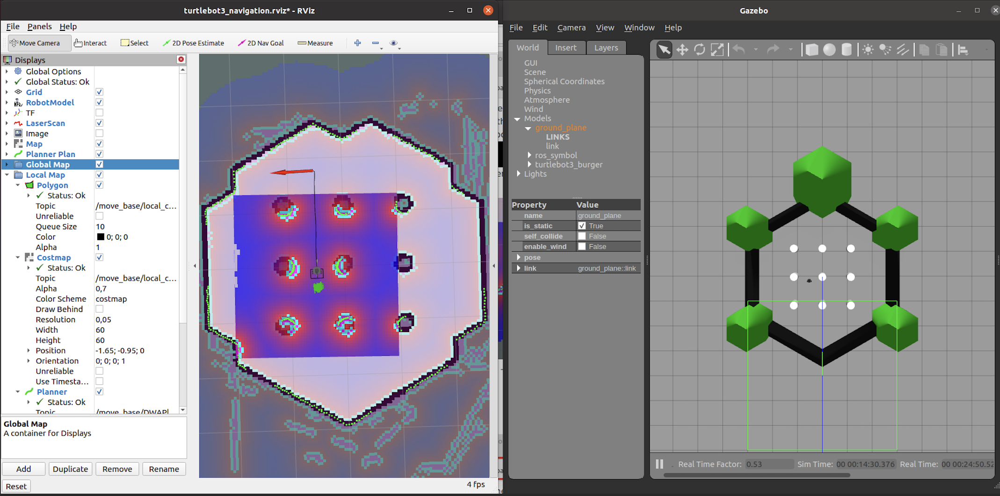 turtlebot3_navigation.rviz* - RViz
File Panels Help
Move Camera Interact Select 2D Pose Estimate 2D Nav Goal Measure
Displays
Global Options
Global Status: Ok
Grid
RobotModel
TF
LaserScan
Image
Map
Planner Plan
Global Map
Local Map
Polygon
Status: Ok
Topic /move_base/local_c...
Unreliable
Queue Size 10
Color 0; 0; 0
Alpha 1
Costmap
Status: Ok
Topic /move_base/local_c...
Alpha 0,7
Color Scheme costmap
Draw Behind
Resolution 0,05
Width 60
Height 60
Position -1.65; -0.95; 0
Orientation 0; 0; 0; 1
Unreliable
Use Timesta...
Planner
Status: Ok
Topic /move_base/DWAPl
Global Map
A container for Displays
Add Duplicate Remove Rename
Reset
4 fps
Gazebo
File Edit Camera View Window Help
World Insert Layers
GUI
Scene
Spherical Coordinates
Physics
Atmosphere
Wind
Models
ground_plane
LINKS
link
ros_symbol
turtlebot3_burger
Lights
Property Value
name ground_plane
is_static True
self_collide False
enable_wind False
pose
link ground_plane::link
Real Time Factor: 0.53 Sim Time: 00 00:14:30.376 Real Time: 00 00:24:50.52